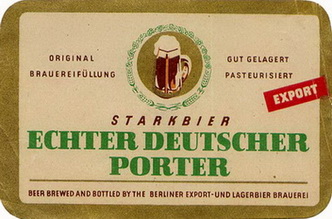 ORIGINAL
BRAUEREIFÜLLUNG
GUT GELAGERT
PASTEURISIERT
EXPORT
STARKBIER
ECHTER DEUTSCHER
PORTER
BEER BREWED AND BOTTLED BY THE BERLINER EXPORT-UND LAGERBIER BRAUEREI